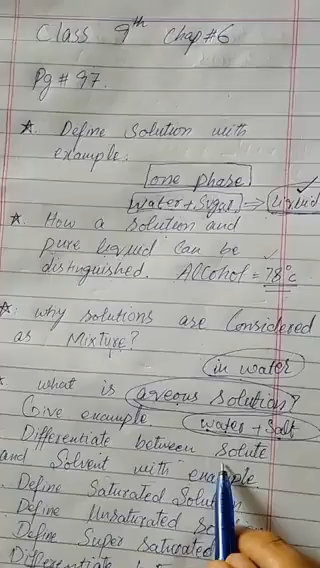 Class 9th Chap#6
Pg # 97.
★. Define Solution with
example.
one phase
Water + Sugar ⇒ Liquid ✓
★. How a solution and
pure liquid can be
distinguished. Alcohol = 78°c
★: why solutions are Considered
as Mixture?
in water
what is aqeous solution?
Give example water + Salt
Differentiate between solute
and Solvent with example
. Define Saturated
. Define Unsaturated
. Define Super saturated